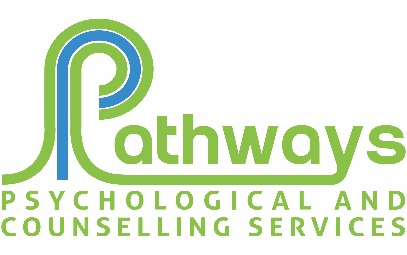 Pathways
PSYCHOLOGICAL AND
COUNSELLING SERVICES